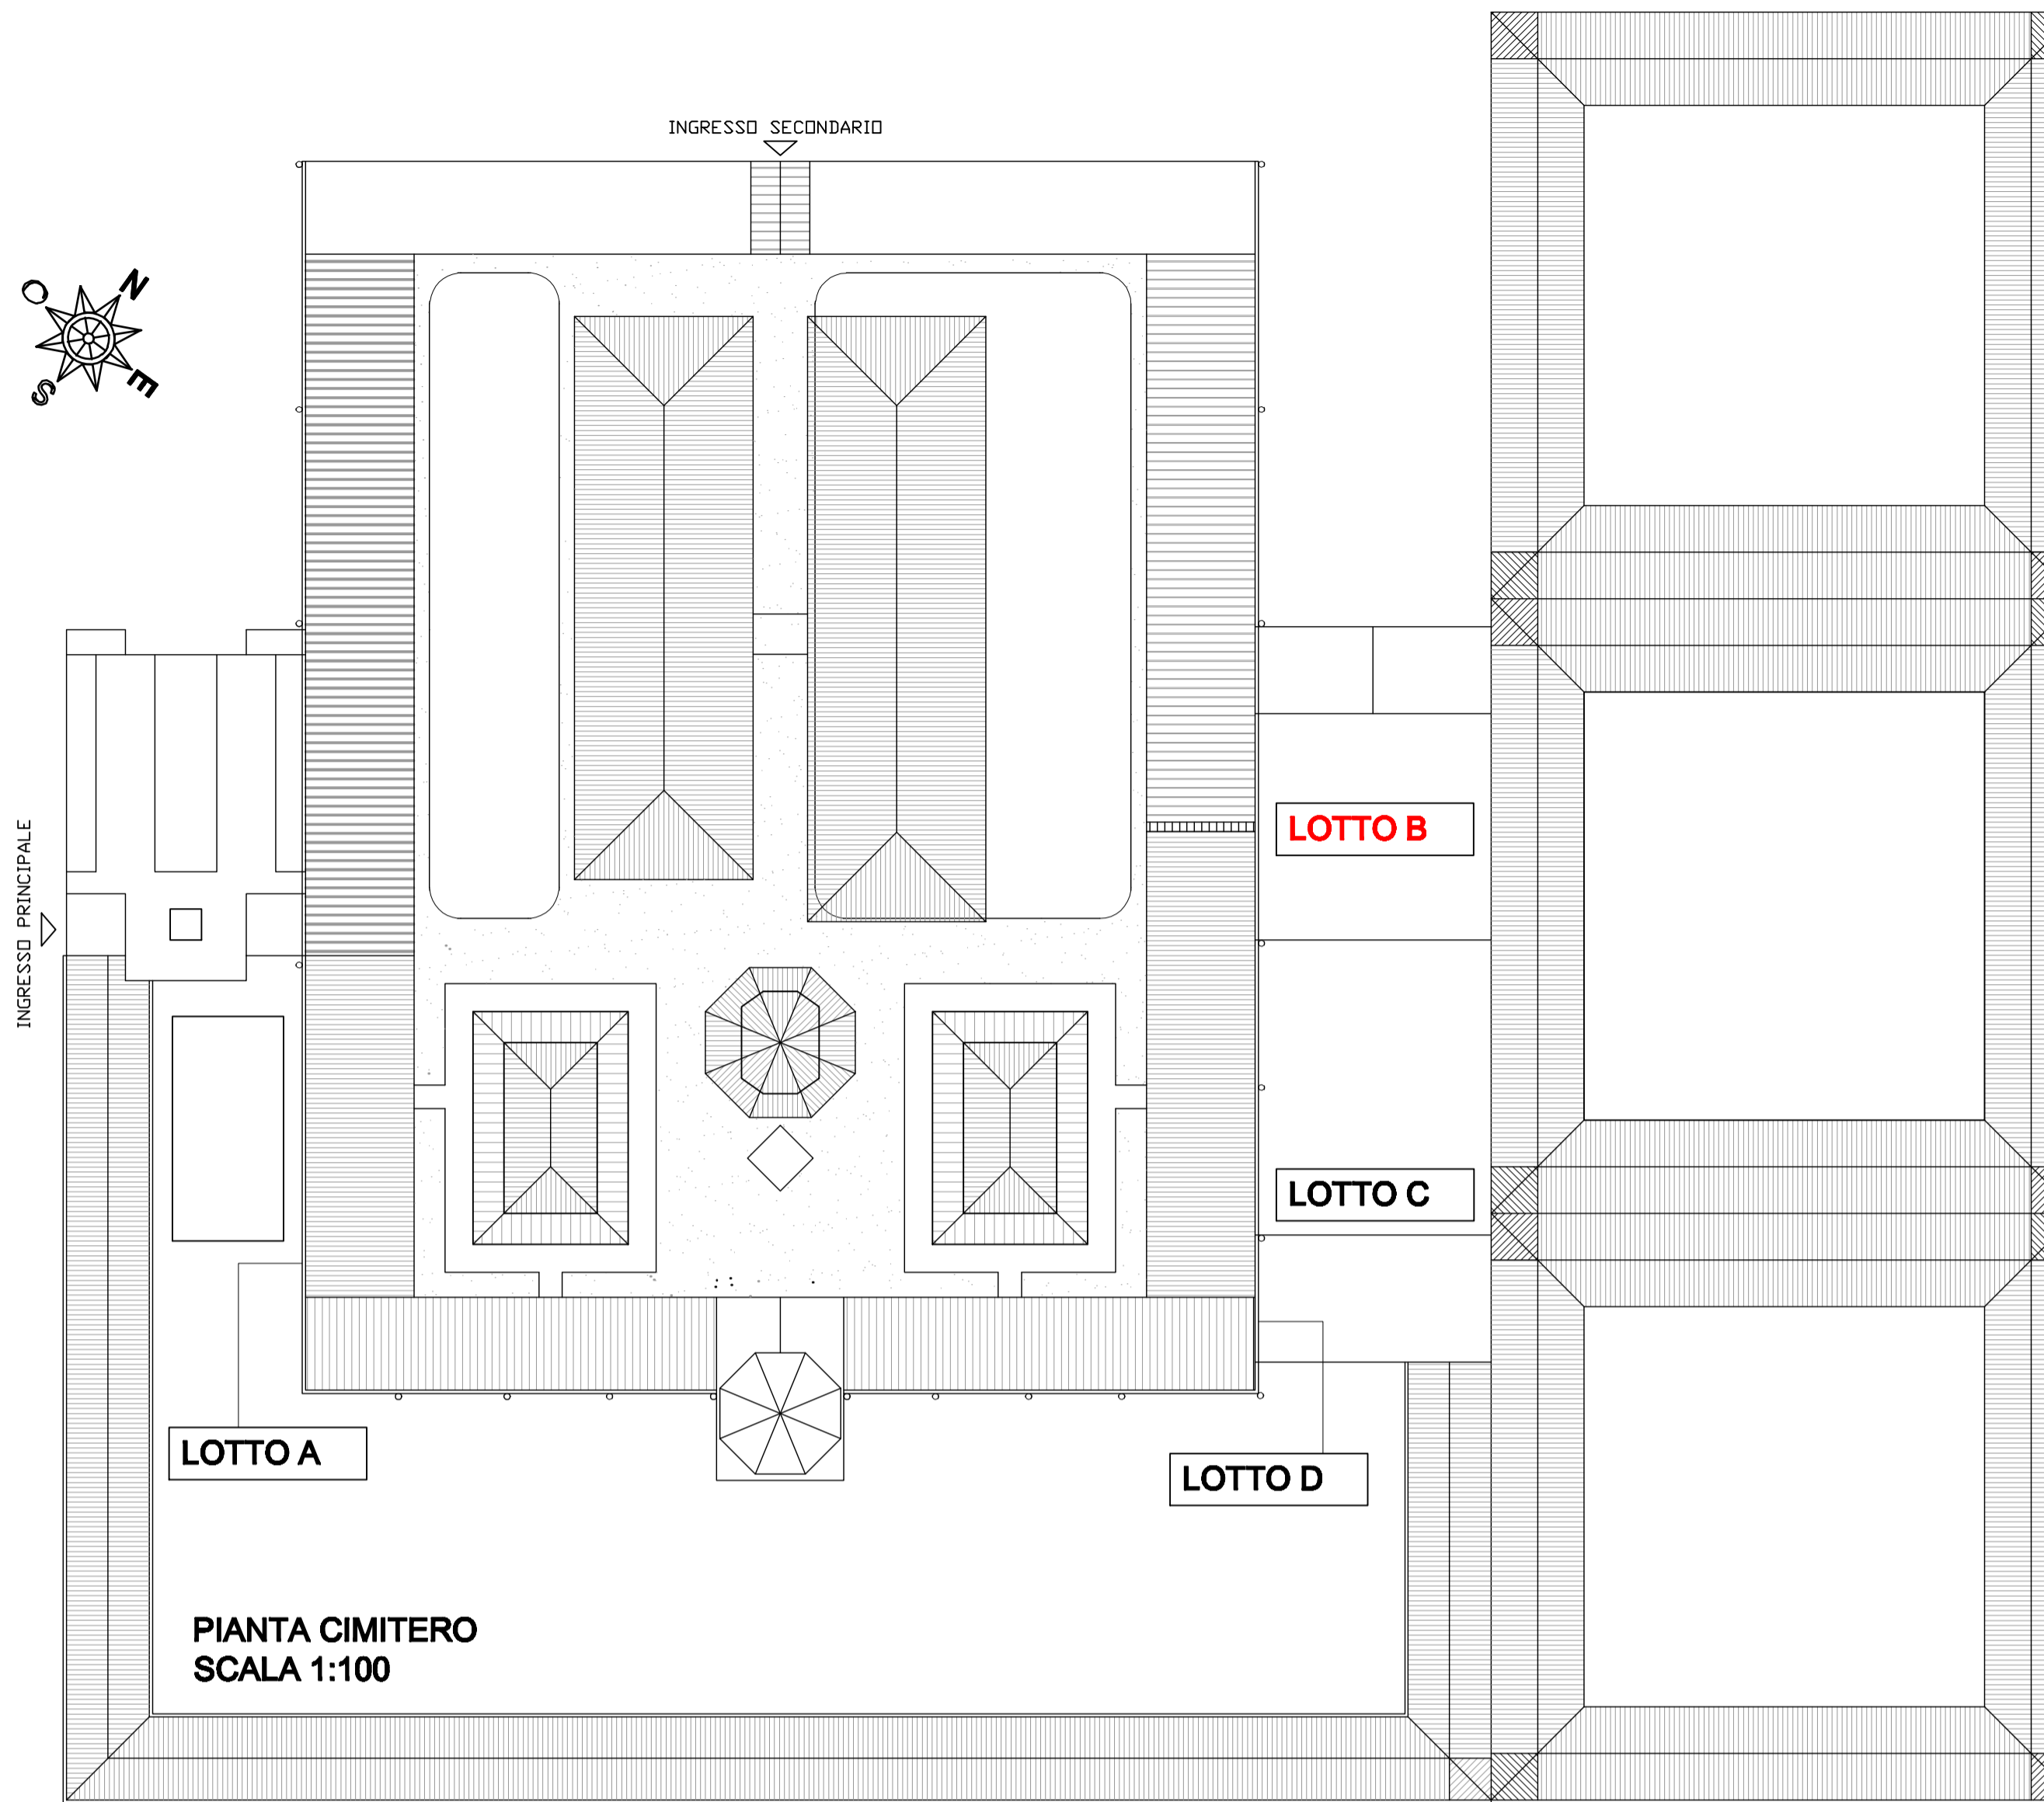 INGRESSO SECONDARIO
N
O
E
S
INGRESSO PRINCIPALE
LOTTO B
LOTTO C
LOTTO A
LOTTO D
PIANTA CIMITERO
SCALA 1:100